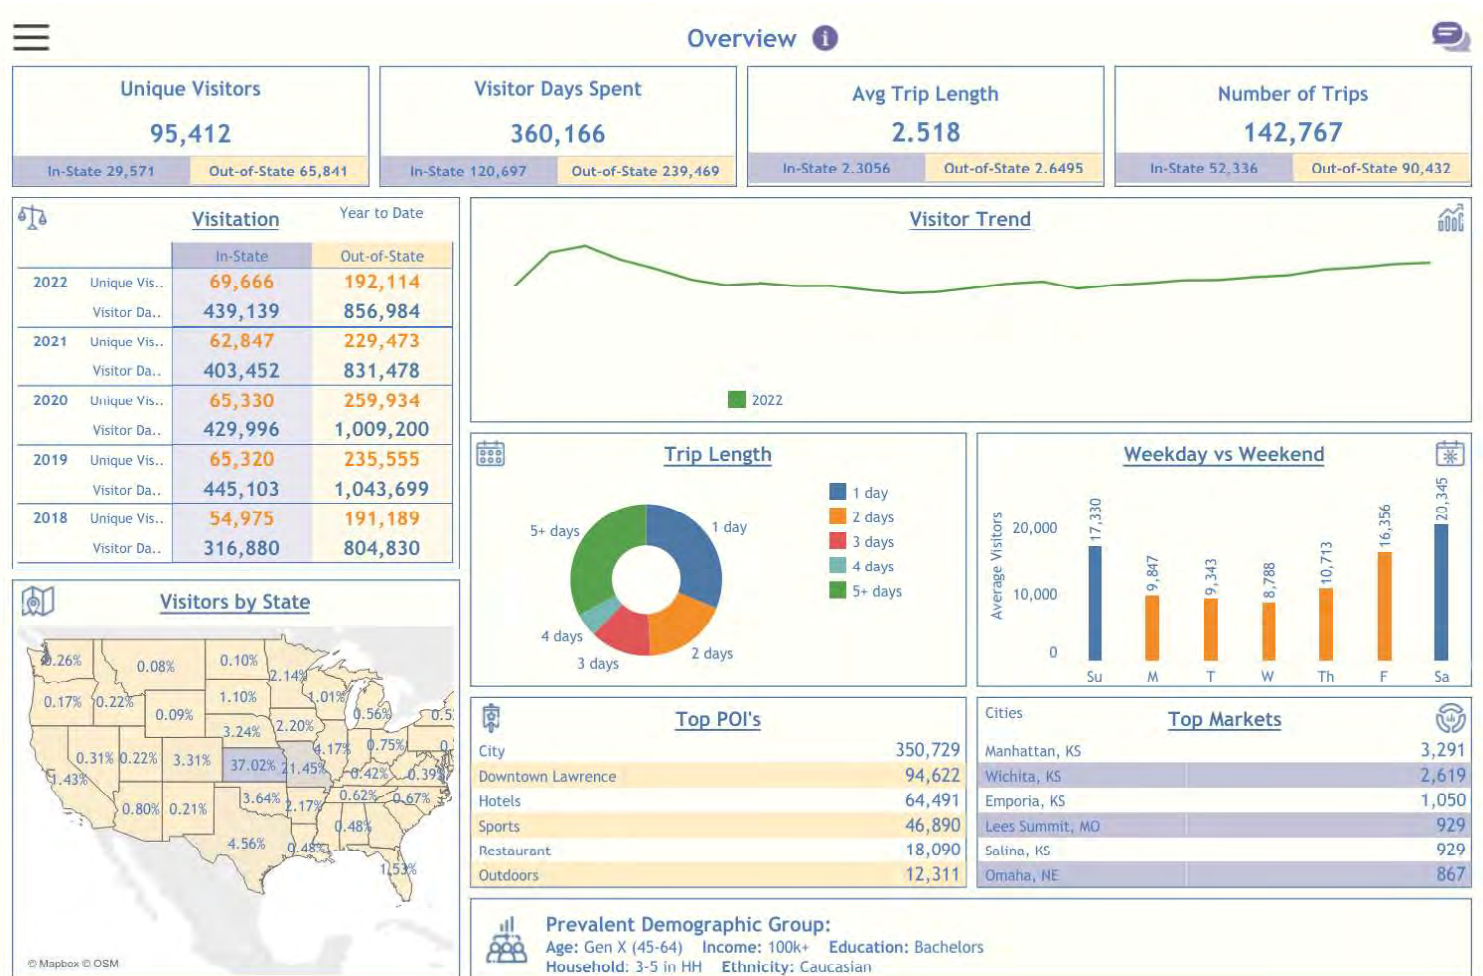 Overview
Unique Visitors
95,412
In-State 29,571 Out-of-State 65,841
Visitor Days Spent
360,166
In-State 120,697 Out-of-State 239,469
Avg Trip Length
2.518
In-State 2.3056 Out-of-State 2.6495
Number of Trips
142,767
In-State 52,336 Out-of-State 90,432
Visitation Year to Date
In-State Out-of-State
2022 Unique Vis.. 69,666 192,114
Visitor Da.. 439,139 856,984
2021 Unique Vis.. 62,847 229,473
Visitor Da.. 403,452 831,478
2020 Unique Vis.. 65,330 259,934
Visitor Da.. 429,996 1,009,200
2019 Unique Vis.. 65,320 235,555
Visitor Da.. 445,103 1,043,699
2018 Unique Vis.. 54,975 191,189
Visitor Da.. 316,880 804,830
Visitor Trend
2022
Trip Length
5+ days
1 day
4 days
3 days
2 days
1 day
2 days
3 days
4 days
5+ days
Weekday vs Weekend
Average Visitors
20,000
10,000
0
17,330
9,847
9,343
8,788
10,713
16,356
20,345
Su M T W Th F Sa
Visitors by State
0.26% 0.08% 0.10% 2.14%
0.17% 0.22% 0.09% 1.10% 1.01% 0.56% 0.5
3.24% 2.20%
0.31% 0.22% 3.31% 37.02% 21.45% 4.17% 0.75% 0.
1.43% 0.42% 0.39%
0.80% 0.21% 3.64% 2.17% 0.62% 0.67%
4.56% 0.48% 0.48%
1.53%
© Mapbox © OSM
Top POI's
City 350,729
Downtown Lawrence 94,622
Hotels 64,491
Sports 46,890
Restaurant 18,090
Outdoors 12,311
Cities
Top Markets
Manhattan, KS 3,291
Wichita, KS 2,619
Emporia, KS 1,050
Lees Summit, MO 929
Salina, KS 929
Omaha, NE 867
Prevalent Demographic Group:
Age: Gen X (45-64) Income: 100k+ Education: Bachelors
Household: 3-5 in HH Ethnicity: Caucasian